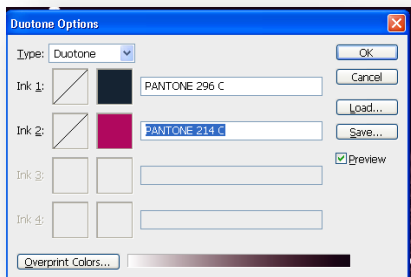 Duotone Options
Type: Duotone
OK
Ink 1: PANTONE 296 C
Cancel
Load...
Ink 2: PANTONE 214 C
Save...
Preview
Ink 3:
Ink 4:
Overprint Colors...